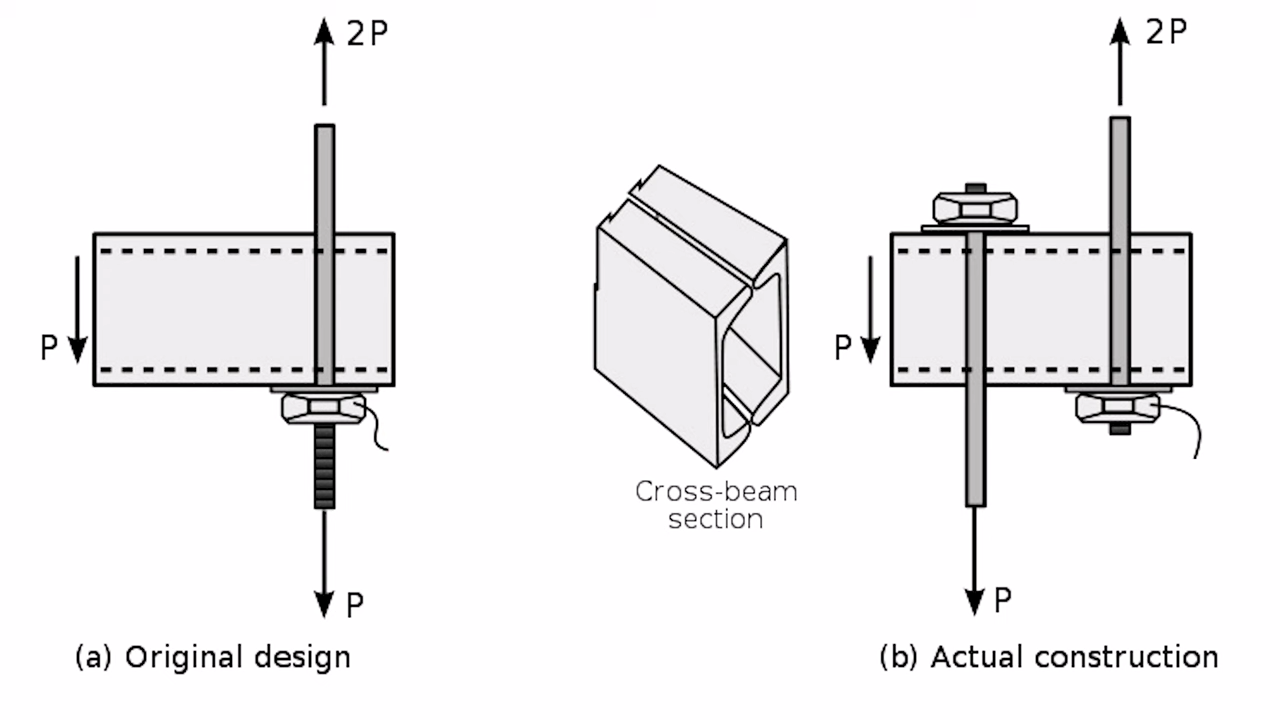 2P
P
P
(a) Original design
Cross-beam
section
2P
P
P
(b) Actual construction